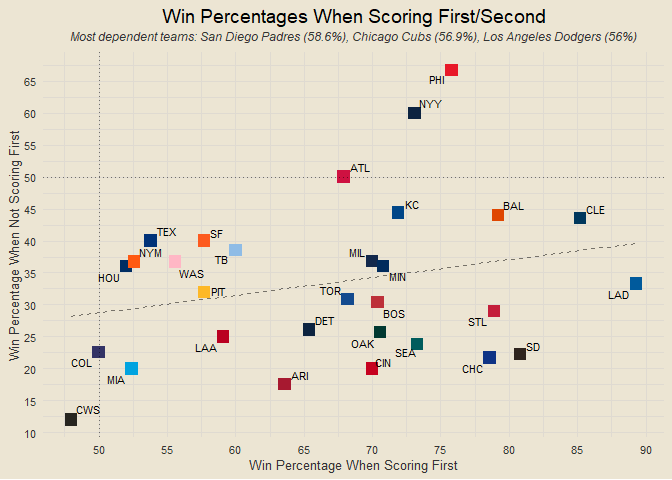 Win Percentages When Scoring First/Second
Most dependent teams: San Diego Padres (58.6%), Chicago Cubs (56.9%), Los Angeles Dodgers (56%)
Win Percentage When Not Scoring First
65
60
55
50
45
40
35
30
25
20
15
10
PHI
NYY
ATL
KC
BAL
CLE
TEX
SF
NYM
TB
MIL
HOU
WAS
MIN
PIT
TOR
LAD
BOS
STL
DET
OAK
LAA
SEA
SD
COL
CIN
CHC
MIA
ARI
CWS
50
55
60
65
70
75
80
85
90
Win Percentage When Scoring First